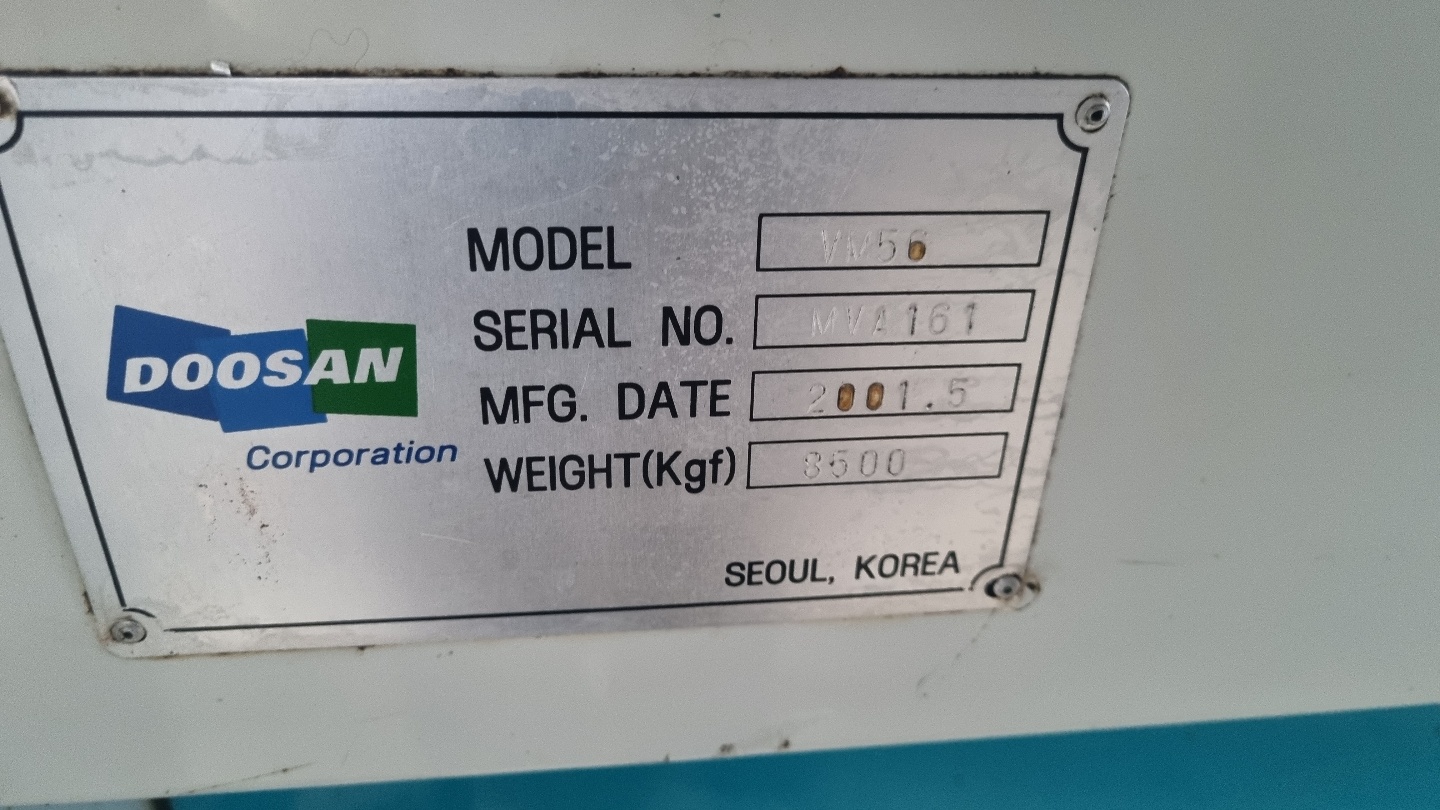 MODEL VM56
SERIAL NO. MVA161
MFG. DATE 2001.5
WEIGHT(Kgf) 8500
DOOSAN
Corporation
SEOUL, KOREA